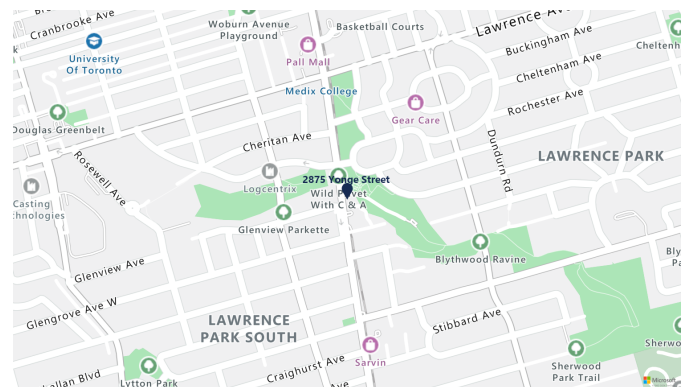 Woburn Avenue
Playground
Basketball Courts
Lawrence Ave
Cranbrooke Ave
University
Of Toronto
Pall Mall
Buckingham Ave
Cheltenham Ave
Medix College
Gear Care
Rochester Ave
Douglas Greenbelt
Cheritan Ave
Dundurn Rd
LAWRENCE PARK
Rosewell Ave
Logcentrix
2875 Yonge Street
With C & A
Glenview Parkette
Glenview Ave
Blythwood Ravine
Glengrove Ave W
LAWRENCE
PARK SOUTH
Stibbard Ave
Sarvin
Craighurst Ave
Sherwood
Park Trail
Lytton Park
Microsoft